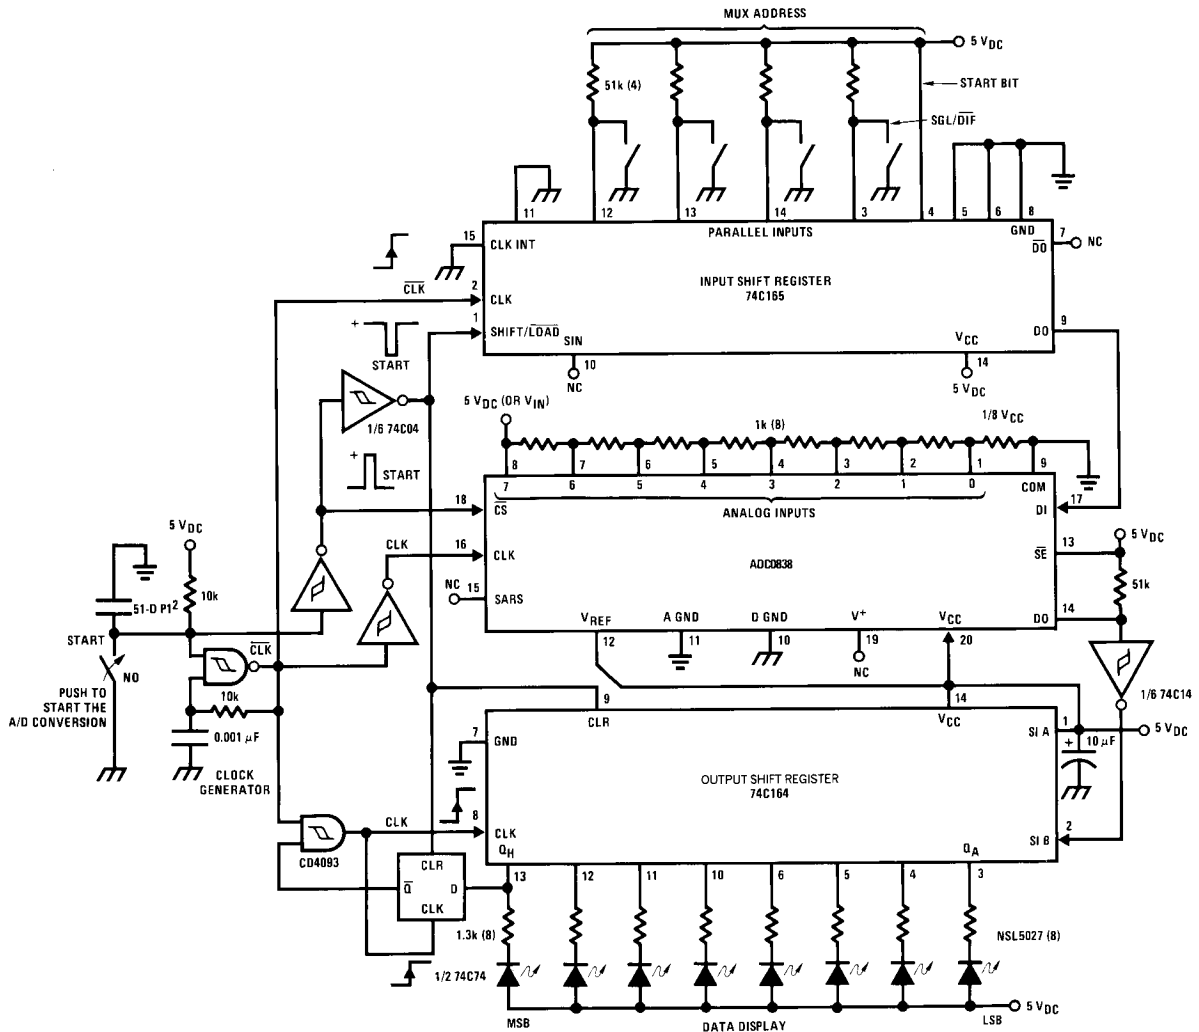 MUX ADDRESS
5 VDC
51k (4)
START BIT
SGL/DIF
11
12
13
14
3
4
5
6
8
PARALLEL INPUTS
GND
15
CLK INT
7
DO
NC
INPUT SHIFT REGISTER
74C165
CLK
2
CLK
1
SHIFT/LOAD
9
DO
SIN
VCC
10
NC
14
5 VDC
+
START
1/6 74C04
+
START
5 VDC (OR VIN)
1k (8)
1/8 VCC
8
7
6
5
4
3
2
1
9
7
6
5
4
3
2
1
0
COM
18
CS
ANALOG INPUTS
DI
17
5 VDC
CLK
16
CLK
ADC0838
13
SE
5 VDC
51k
NC
15
SARS
14
DO
VREF
A GND
D GND
V+
VCC
12
11
10
19
20
NC
10k
51-D P1²
START
CLK
NO
PUSH TO
START THE
A/D CONVERSION
10k
0.001 µF
CLOCK
GENERATOR
1/6 74C14
9
CLR
14
VCC
7
GND
SI A
1
5 VDC
+
10 µF
OUTPUT SHIFT REGISTER
74C164
CLK
8
CLK
CD4093
SI B
2
QH
QA
CLR
Q
D
CLK
13
12
11
10
6
5
4
3
1.3k (8)
NSL5027 (8)
1/2 74C74
5 VDC
MSB
DATA DISPLAY
LSB